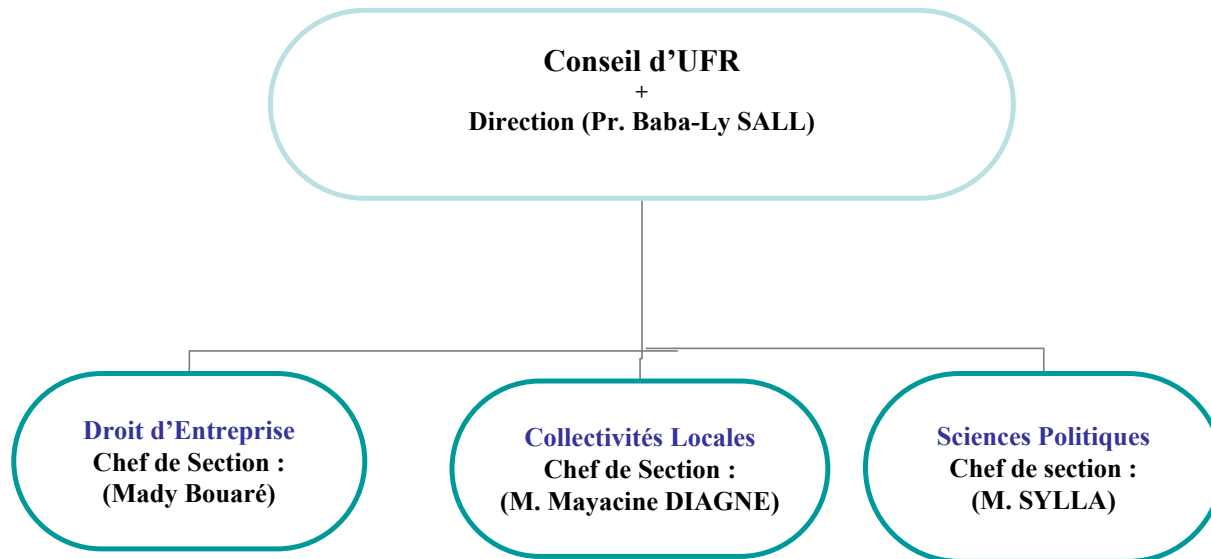 Conseil d’UFR
+
Direction (Pr. Baba-Ly SALL)
Droit d’Entreprise
Chef de Section :
(Mady Bouaré)
Collectivités Locales
Chef de Section :
(M. Mayacine DIAGNE)
Sciences Politiques
Chef de section :
(M. SYLLA)